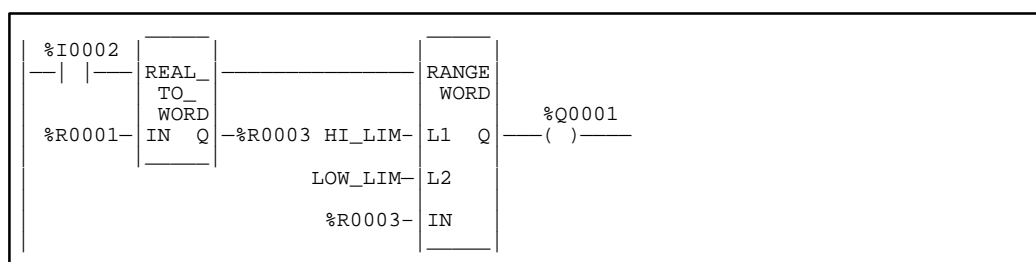 %I0002
REAL_ RANGE
TO_ WORD
WORD %Q0001
%R0001 IN Q %R0003 HI_LIM L1 Q ( )
LOW_LIM L2
%R0003 IN